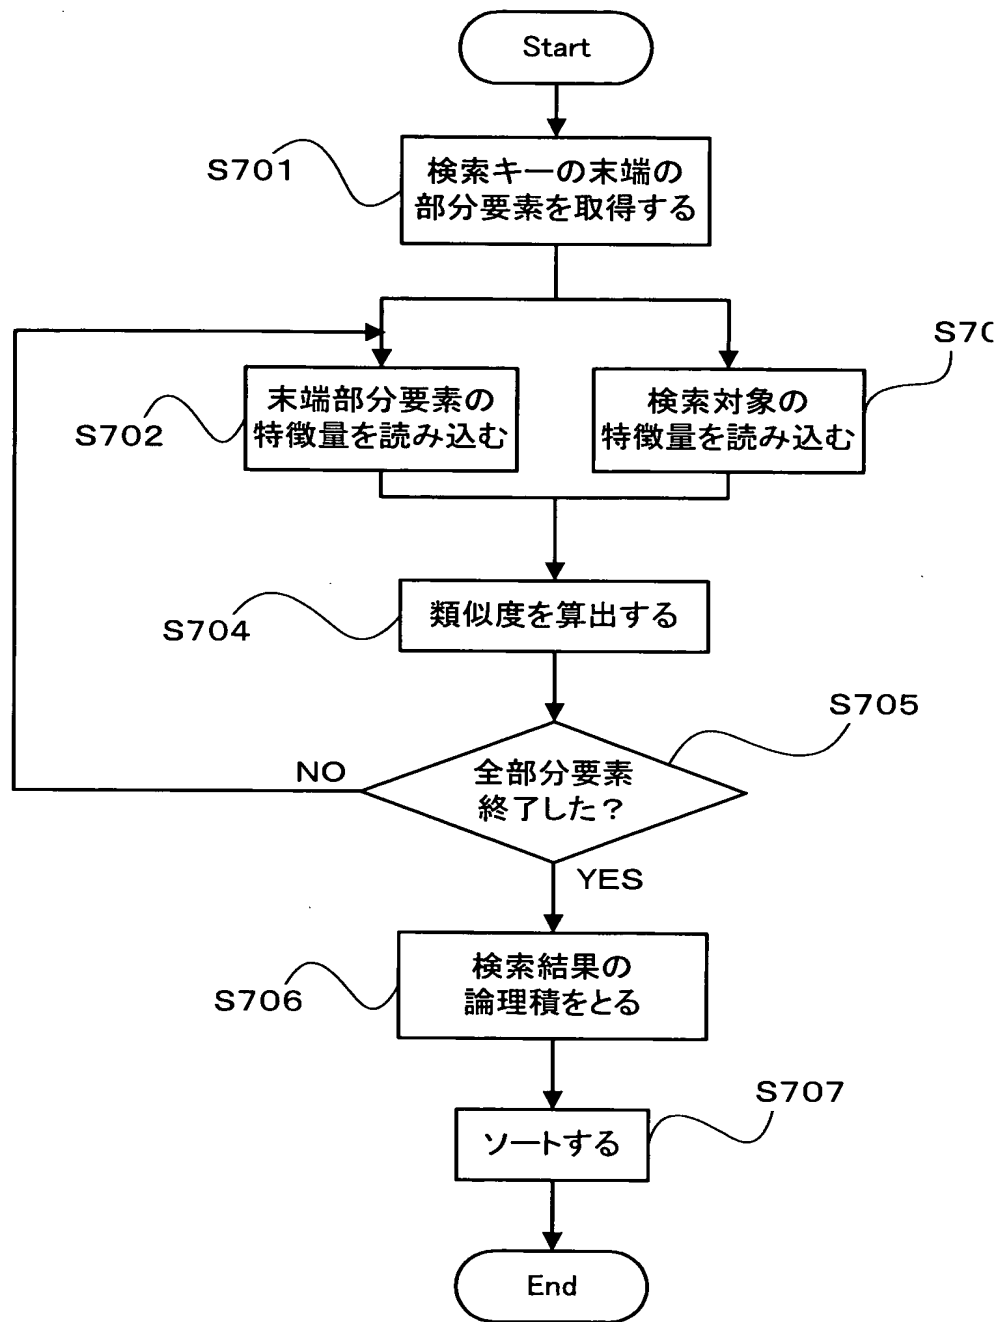 Start
S701
検索キーの末端の
部分要素を取得する
S702
末端部分要素の
特徴量を読み込む
S70
検索対象の
特徴量を読み込む
S704
類似度を算出する
S705
NO
全部分要素
終了した？
YES
S706
検索結果の
論理積をとる
S707
ソートする
End